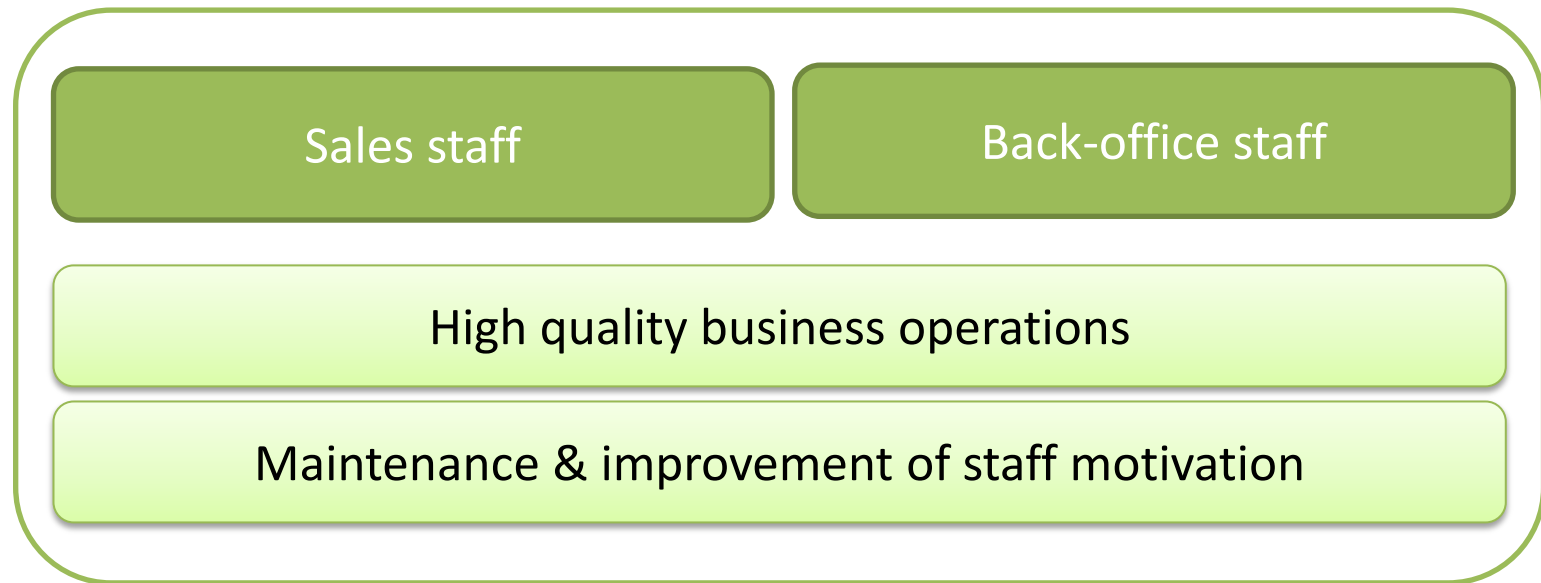 Sales staff
Back-office staff
High quality business operations
Maintenance & improvement of staff motivation